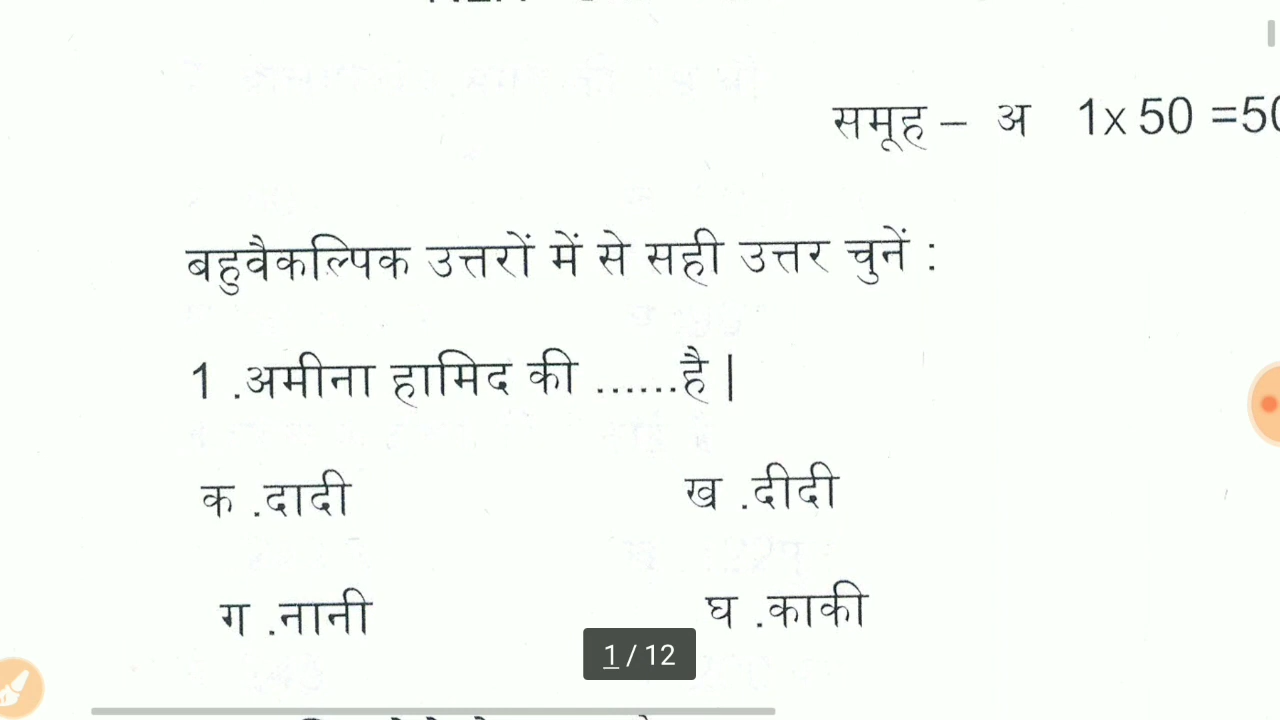 समूह – अ 1x 50 =50
बहुवैकल्पिक उत्तरों में से सही उत्तर चुनें :
1 .अमीना हामिद की ......है |
क .दादी ख .दीदी
ग .नानी घ .काकी
1 / 12